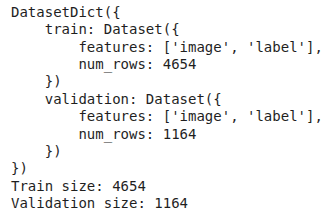 DatasetDict({
    train: Dataset({
        features: ['image', 'label'],
        num_rows: 4654
    })
    validation: Dataset({
        features: ['image', 'label'],
        num_rows: 1164
    })
})
Train size: 4654
Validation size: 1164